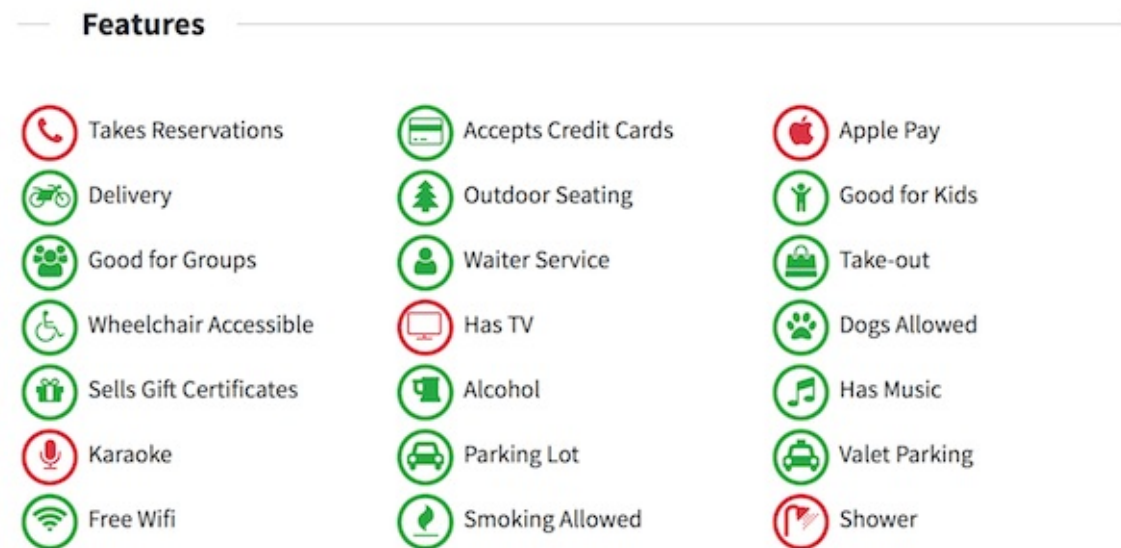 Features
Takes Reservations
Accepts Credit Cards
Apple Pay
Delivery
Outdoor Seating
Good for Kids
Good for Groups
Waiter Service
Take-out
Wheelchair Accessible
Has TV
Dogs Allowed
Sells Gift Certificates
Alcohol
Has Music
Karaoke
Parking Lot
Valet Parking
Free Wifi
Smoking Allowed
Shower